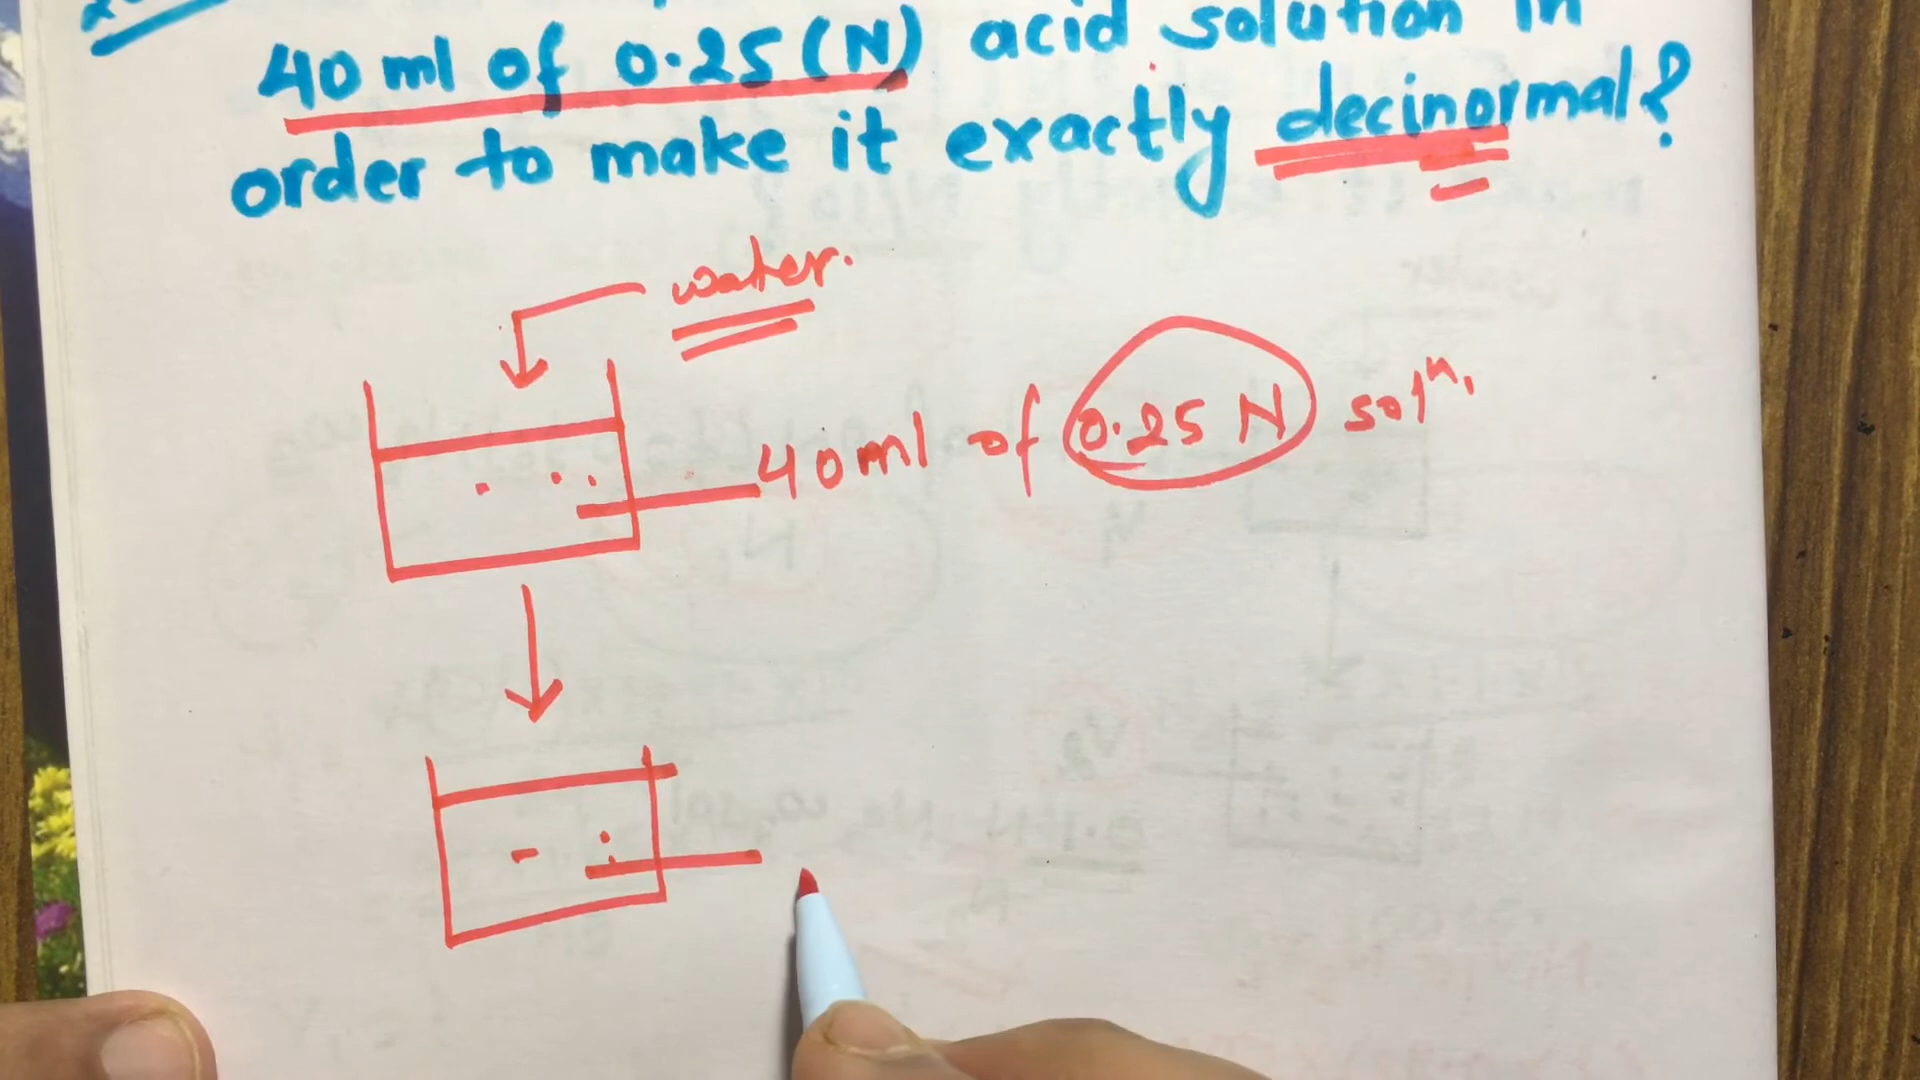 40 ml of 0.25 (N) acid solution in
order to make it exactly decinormal?
water.
40ml of 0.25 N solⁿ.